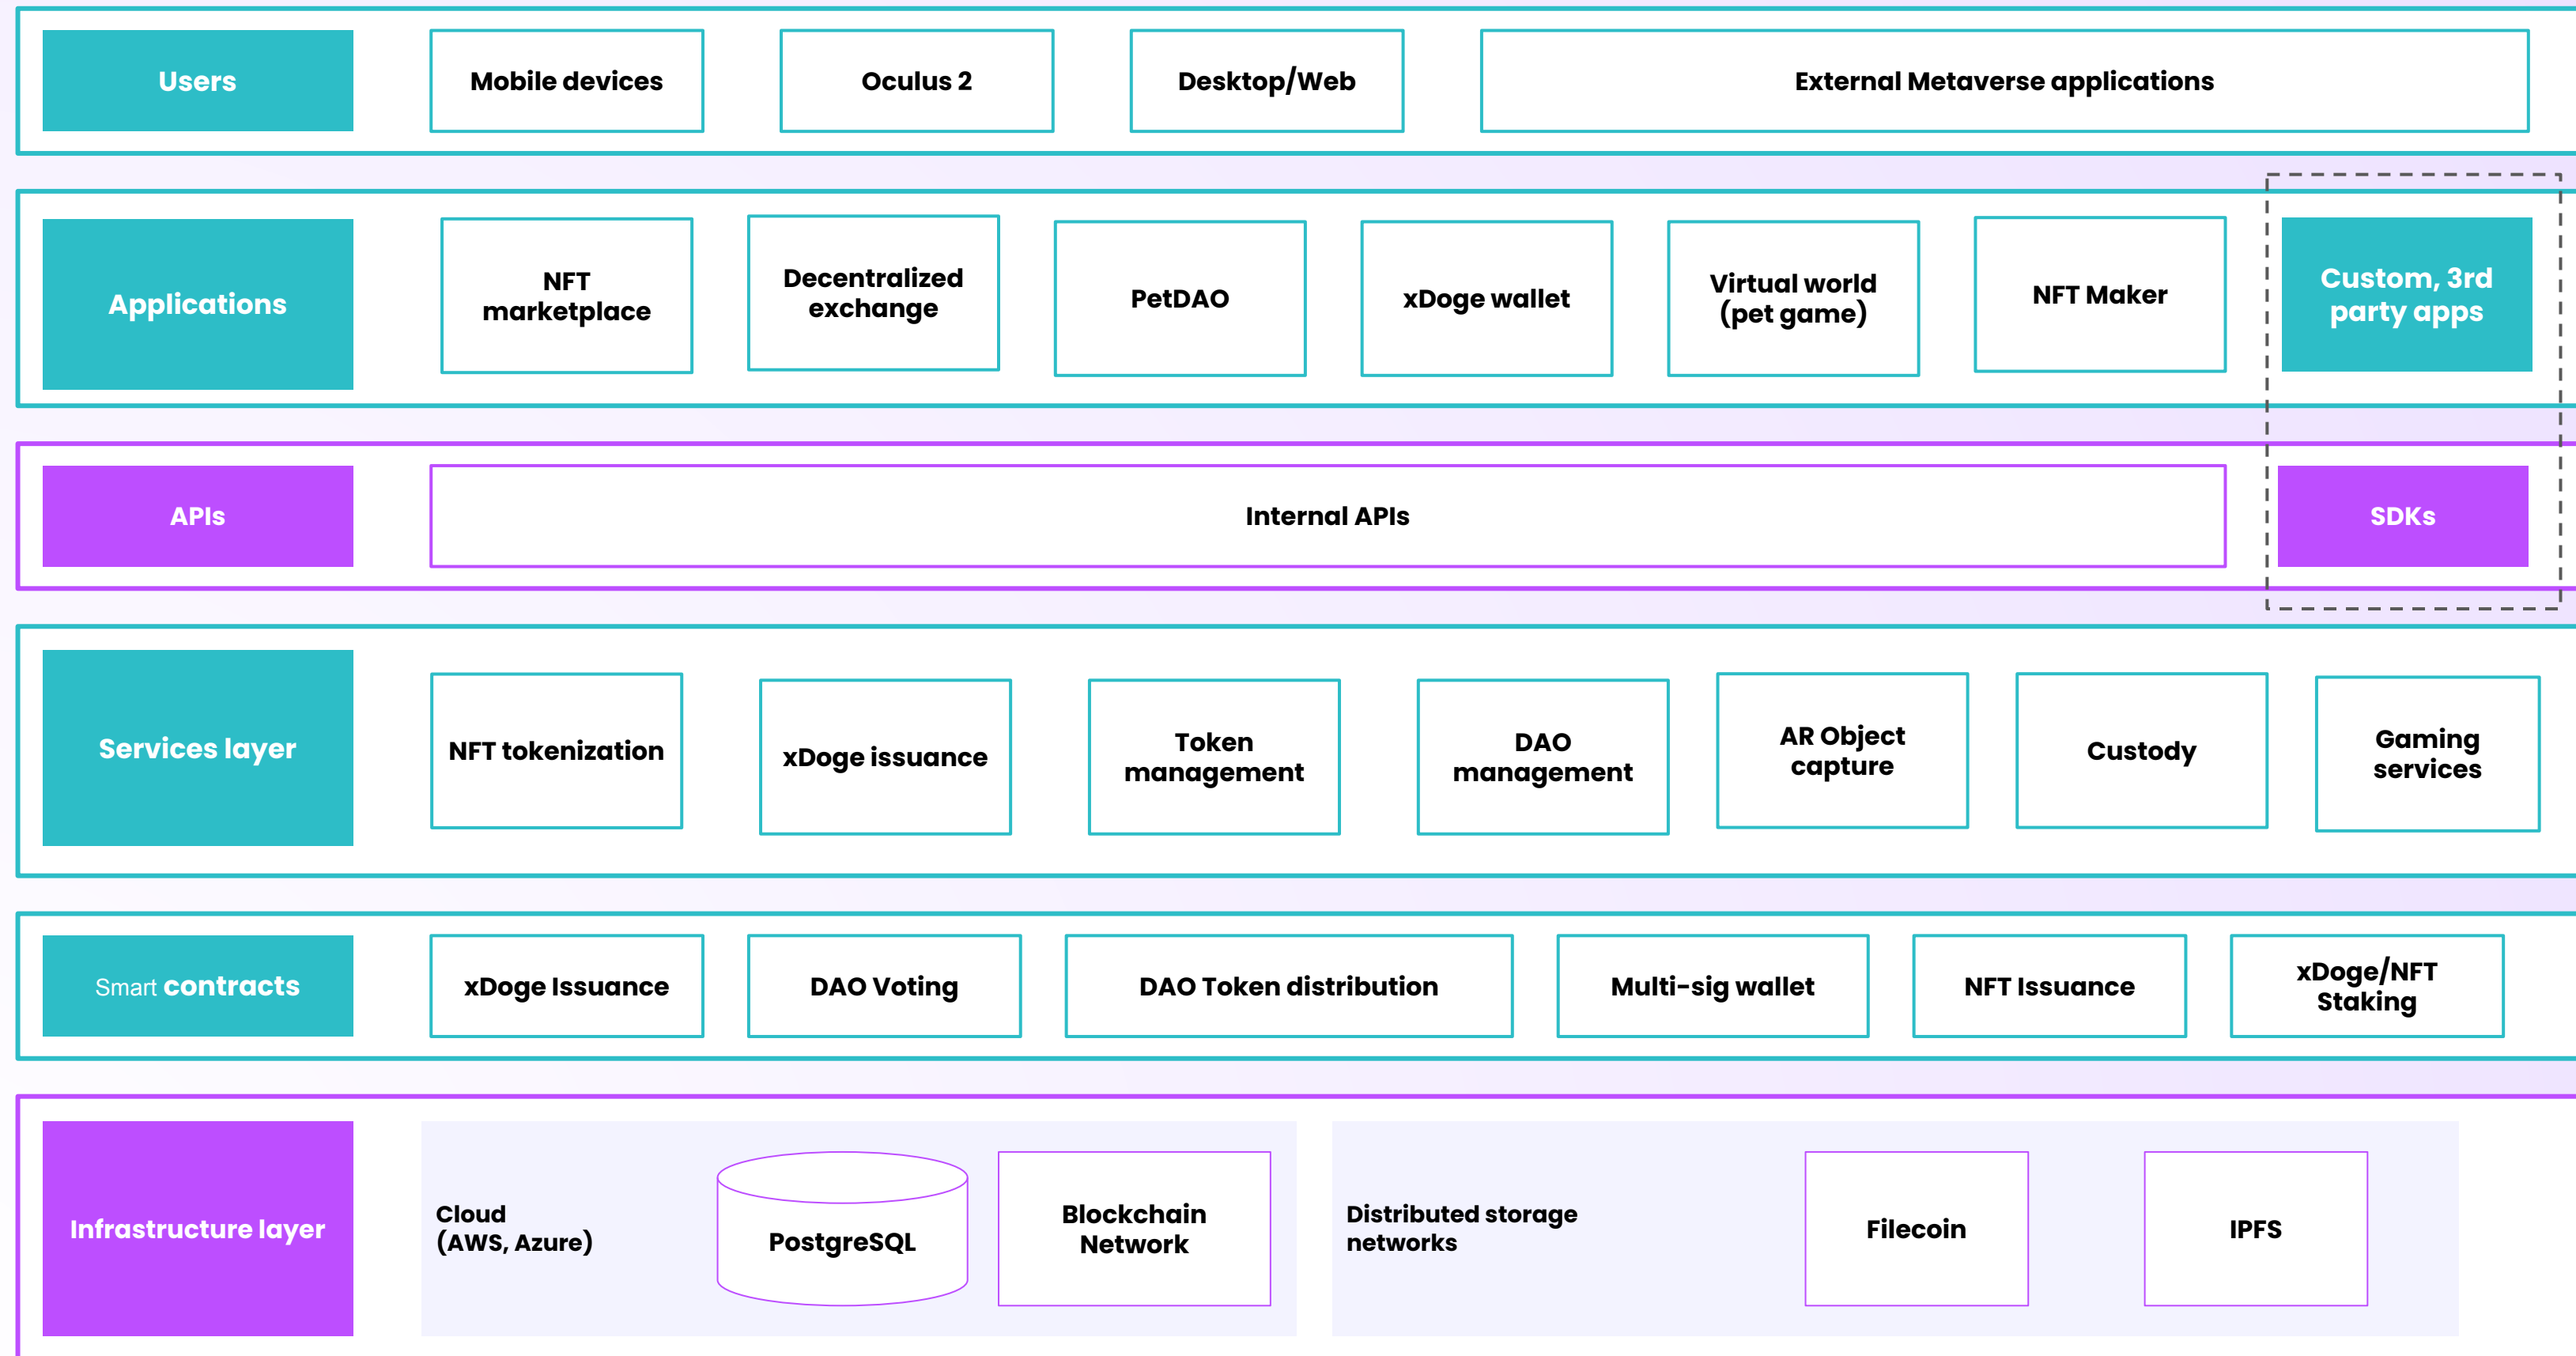 Users
Mobile devices
Oculus 2
Desktop/Web
External Metaverse applications
Applications
NFT
marketplace
Decentralized
exchange
PetDAO
xDoge wallet
Virtual world
(pet game)
NFT Maker
Custom, 3rd
party apps
APIs
Internal APIs
SDKs
Services layer
NFT tokenization
xDoge issuance
Token
management
DAO
management
AR Object
capture
Custody
Gaming
services
Smart contracts
xDoge Issuance
DAO Voting
DAO Token distribution
Multi-sig wallet
NFT Issuance
xDoge/NFT
Staking
Infrastructure layer
Cloud
(AWS, Azure)
PostgreSQL
Blockchain
Network
Distributed storage
networks
Filecoin
IPFS